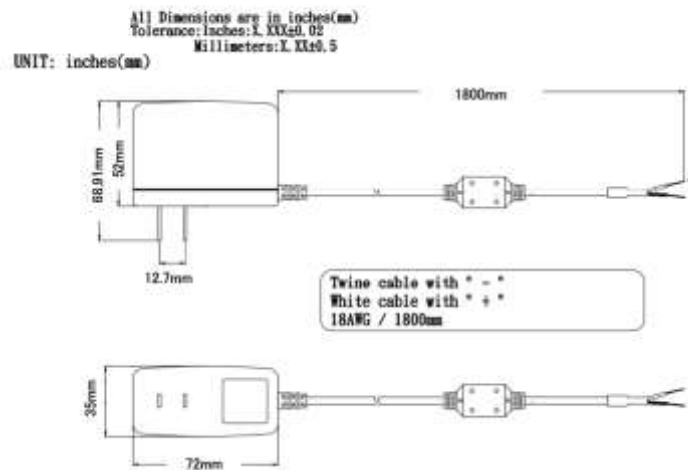 All Dimensions are in inches(mm)
Tolerance:Inches:X.XXX±0.02
Millimeters:X.XX±0.5
UNIT: inches(mm)
1800mm
68.91mm
52mm
12.7mm
Twine cable with " - "
White cable with " + "
18AWG / 1800mm
35mm
72mm